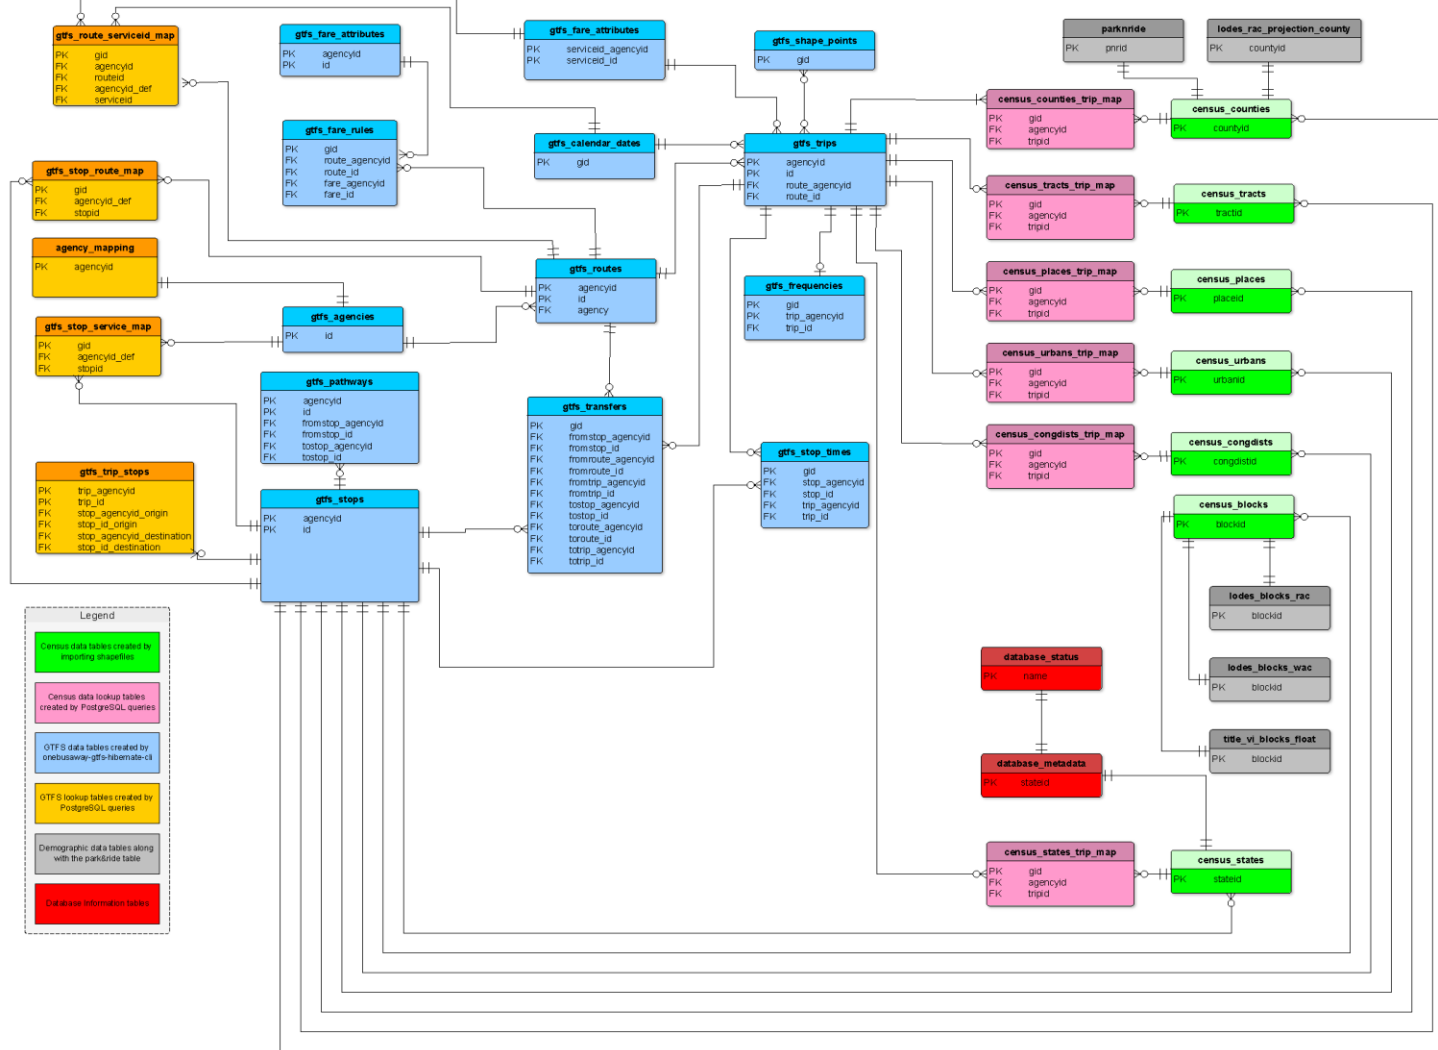 gtfs_route_serviceid_map
PK gid
FK agencyid
FK routeid
FK agencyid_def
FK serviceid
gtfs_fare_attributes
PK agencyid
PK id
gtfs_fare_attributes
PK serviceid_agencyid
PK serviceid_id
gtfs_shape_points
PK gid
parknride
PK pnrid
lodes_rac_projection_county
PK countyid
gtfs_fare_rules
PK gid
FK route_agencyid
FK route_id
FK fare_agencyid
FK fare_id
gtfs_calendar_dates
PK gid
gtfs_trips
PK agencyid
PK id
FK route_agencyid
FK route_id
census_counties_trip_map
PK gid
FK agencyid
FK tripid
census_counties
PK countyid
gtfs_stop_route_map
PK gid
FK agencyid_def
FK stopid
census_tracts_trip_map
PK gid
FK agencyid
FK tripid
census_tracts
PK tractid
agency_mapping
PK agencyid
gtfs_routes
PK agencyid
PK id
FK agency
gtfs_frequencies
PK gid
FK trip_agencyid
FK trip_id
census_places_trip_map
PK gid
FK agencyid
FK tripid
census_places
PK placeid
gtfs_stop_service_map
PK gid
FK agencyid_def
FK stopid
gtfs_agencies
PK id
census_urbans_trip_map
PK gid
FK agencyid
FK tripid
census_urbans
PK urbanid
gtfs_pathways
PK agencyid
PK id
FK fromstop_agencyid
FK fromstop_id
FK tostop_agencyid
FK tostop_id
gtfs_transfers
PK gid
FK fromstop_agencyid
FK fromstop_id
FK fromroute_agencyid
FK fromroute_id
FK fromtrip_agencyid
FK fromtrip_id
FK tostop_agencyid
FK tostop_id
FK toroute_agencyid
FK toroute_id
FK totrip_agencyid
FK totrip_id
gtfs_stop_times
PK gid
FK stop_agencyid
FK stop_id
FK trip_agencyid
FK trip_id
census_congdists_trip_map
PK gid
FK agencyid
FK tripid
census_congdists
PK congdistid
gtfs_trip_stops
PK trip_agencyid
PK trip_id
FK stop_agencyid_origin
FK stop_id_origin
FK stop_agencyid_destination
FK stop_id_destination
gtfs_stops
PK agencyid
PK id
census_blocks
PK blockid
lodes_blocks_rac
PK blockid
lodes_blocks_wac
PK blockid
title_vi_blocks_float
PK blockid
database_status
PK name
database_metadata
PK stateid
census_states_trip_map
PK gid
FK agencyid
FK tripid
census_states
PK stateid
Legend
Census data tables created by
importing shapefiles
Census data lookup tables
created by PostgreSQL queries
GTFS data tables created by
onebusaway-gtfs-hibernate-cli
GTFS lookup tables created by
PostgreSQL queries
Demographic data tables along
with the park&ride table
Database information tables